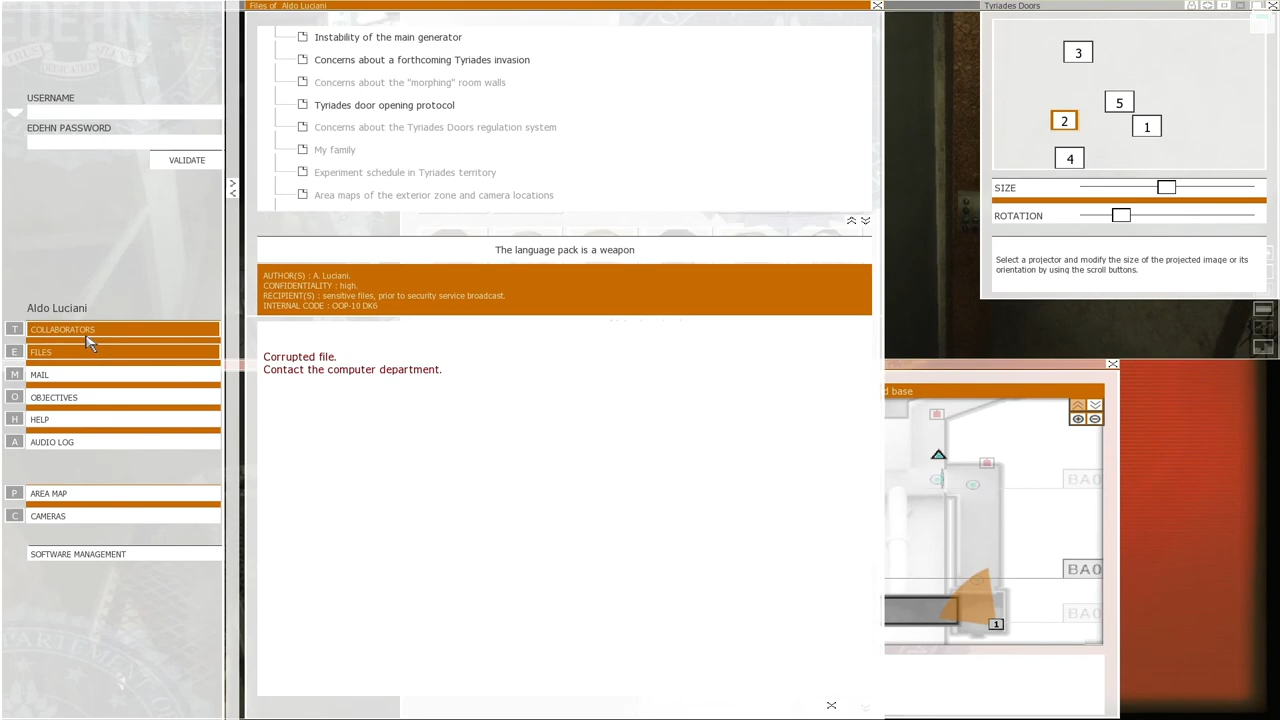 USERNAME
EDEHN PASSWORD
VALIDATE
Aldo Luciani
T COLLABORATORS
E FILES
M MAIL
O OBJECTIVES
H HELP
A AUDIO LOG
P AREA MAP
C CAMERAS
SOFTWARE MANAGEMENT
Files of Aldo Luciani
Instability of the main generator
Concerns about a forthcoming Tyriades invasion
Concerns about the "morphing" room walls
Tyriades door opening protocol
Concerns about the Tyriades Doors regulation system
My family
Experiment schedule in Tyriades territory
Area maps of the exterior zone and camera locations
The language pack is a weapon
AUTHOR(S) : A. Luciani.
CONFIDENTIALITY : high.
RECIPIENT(S) : sensitive files, prior to security service broadcast.
INTERNAL CODE : OOP-10 DK6
Corrupted file.
Contact the computer department.
Tyriades Doors
3
5
2
1
4
SIZE
ROTATION
Select a projector and modify the size of the projected image or its
orientation by using the scroll buttons.
d base
BA0
BA0
BA0
1